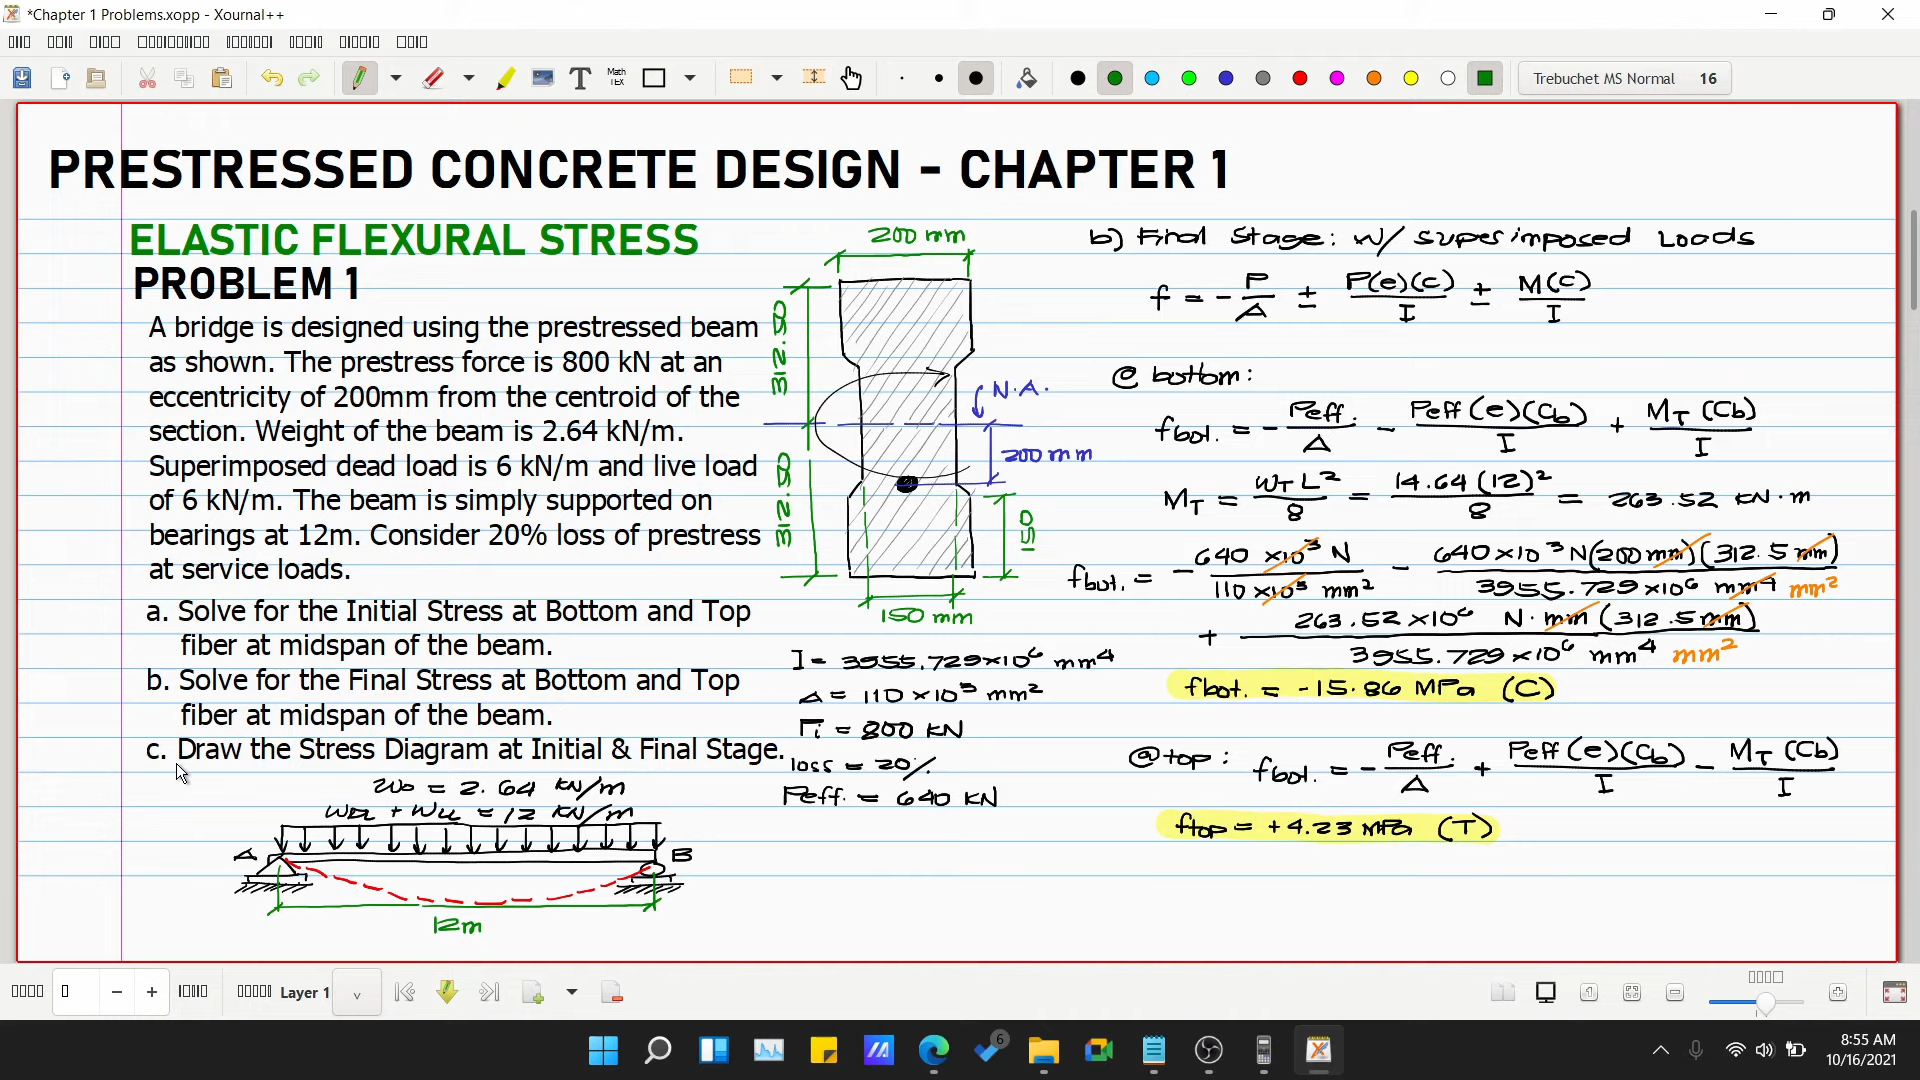 *Chapter 1 Problems.xopp - Xournal++
Math
TEX
Trebuchet MS Normal 16
PRESTRESSED CONCRETE DESIGN - CHAPTER 1
ELASTIC FLEXURAL STRESS
PROBLEM 1
A bridge is designed using the prestressed beam
as shown. The prestress force is 800 kN at an
eccentricity of 200mm from the centroid of the
section. Weight of the beam is 2.64 kN/m.
Superimposed dead load is 6 kN/m and live load
of 6 kN/m. The beam is simply supported on
bearings at 12m. Consider 20% loss of prestress
at service loads.
a. Solve for the Initial Stress at Bottom and Top
fiber at midspan of the beam.
b. Solve for the Final Stress at Bottom and Top
fiber at midspan of the beam.
c. Draw the Stress Diagram at Initial & Final Stage.
wo = 2.64 kN/m
WDL + WLL = 12 kN/m
A
B
12m
200 mm
312.50
312.50
N.A.
200 mm
150
150 mm
I = 3955.729×10⁶ mm⁴
A = 110 ×10³ mm²
Pi = 800 kN
loss = 20%
Peff. = 640 kN
b) Final Stage: w/ superimposed Loads
f = - P/A ± P(e)(c)/I ± M(c)/I
@ bottom:
fbot. = - Peff./A - Peff(e)(Cb)/I + MT(Cb)/I
MT = WT L²/8 = 14.64(12)²/8 = 263.52 kN·m
fbot. = - 640 ×10³ N/110 ×10³ mm² - 640×10³N(200mm)(312.5mm)/3955.729×10⁶ mm⁴ mm²
+ 263.52×10⁶ N·mm(312.5mm)/3955.729×10⁶ mm⁴ mm²
fbot. = -15.86 MPa (C)
@top: fbot. = - Peff./A + Peff(e)(Cb)/I - MT(Cb)/I
ftop = +4.23 MPa (T)
Layer 1
6
8:55 AM
10/16/2021